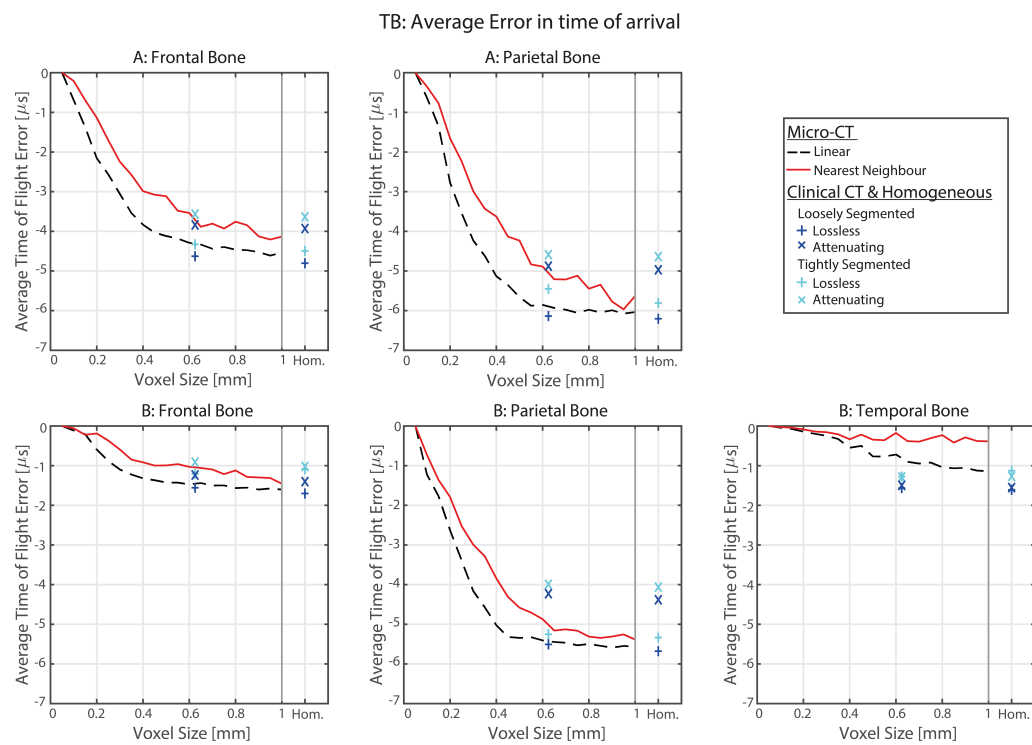 TB: Average Error in time of arrival
A: Frontal Bone
Average Time of Flight Error [μs]
0
-1
-2
-3
-4
-5
-6
-7
0 0.2 0.4 0.6 0.8 1 Hom.
Voxel Size [mm]
A: Parietal Bone
Average Time of Flight Error [μs]
0
-1
-2
-3
-4
-5
-6
-7
0 0.2 0.4 0.6 0.8 1 Hom.
Voxel Size [mm]
Micro-CT
Linear
Nearest Neighbour
Clinical CT & Homogeneous
Loosely Segmented
Lossless
Attenuating
Tightly Segmented
Lossless
Attenuating
B: Frontal Bone
Average Time of Flight Error [μs]
0
-1
-2
-3
-4
-5
-6
-7
0 0.2 0.4 0.6 0.8 1 Hom.
Voxel Size [mm]
B: Parietal Bone
Average Time of Flight Error [μs]
0
-1
-2
-3
-4
-5
-6
-7
0 0.2 0.4 0.6 0.8 1 Hom.
Voxel Size [mm]
B: Temporal Bone
Average Time of Flight Error [μs]
0
-1
-2
-3
-4
-5
-6
-7
0 0.2 0.4 0.6 0.8 1 Hom.
Voxel Size [mm]